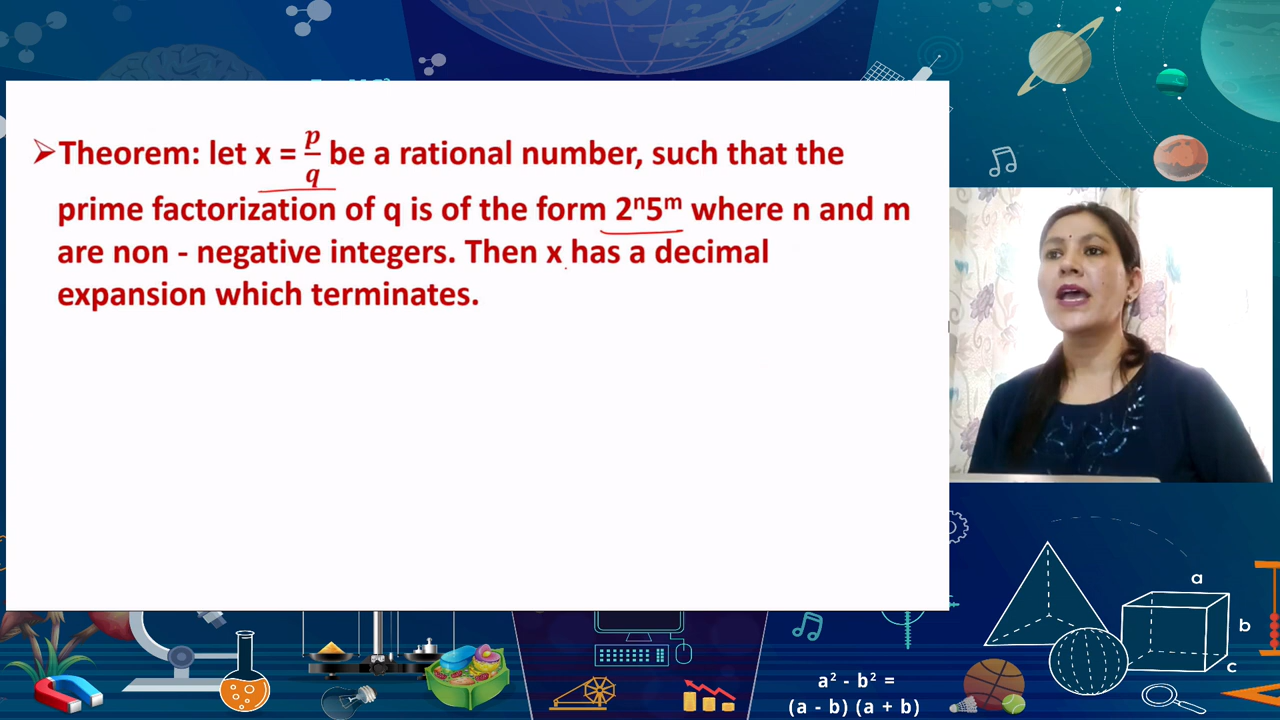 ➢Theorem: let x = p/q be a rational number, such that the
prime factorization of q is of the form 2ⁿ5ᵐ where n and m
are non - negative integers. Then x has a decimal
expansion which terminates.
a
b
c
a² - b² =
(a - b) (a + b)